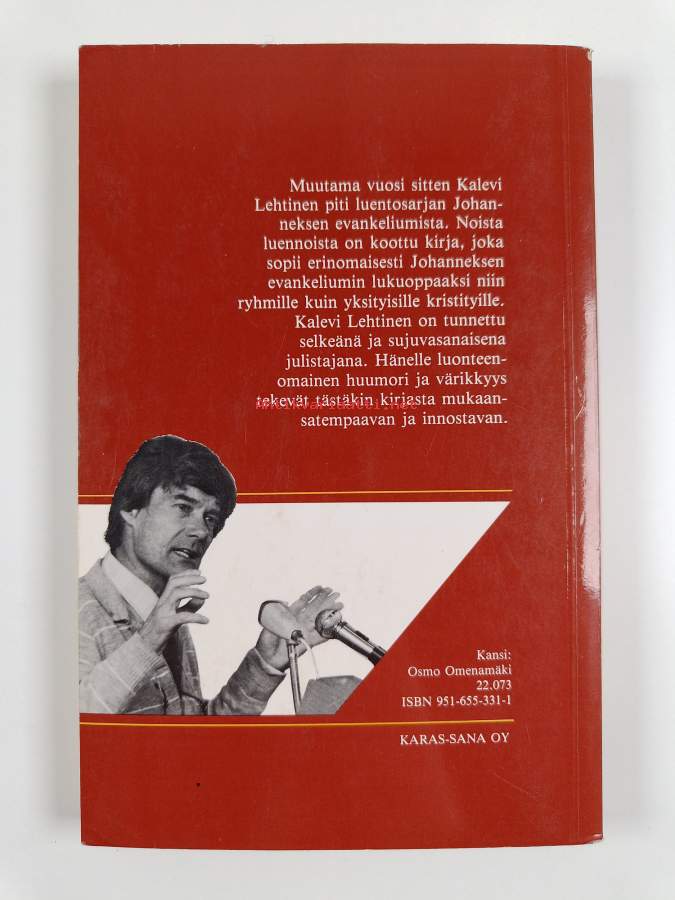 Muutama vuosi sitten Kalevi
Lehtinen piti luentosarjan Johan-
neksen evankeliumista. Noista
luennoista on koottu kirja, joka
sopii erinomaisesti Johanneksen
evankeliumin lukuoppaaksi niin
ryhmille kuin yksityisille kristityille.
Kalevi Lehtinen on tunnettu
selkeänä ja sujuvasanaisena
julistajana. Hänelle luonteen-
omainen huumori ja värikkyys
tekevät tästäkin kirjasta mukaan-
satempaavan ja innostavan.
antikvariaatti.net
Kansi:
Osmo Omenamäki
22.073
ISBN 951-655-331-1
KARAS-SANA OY